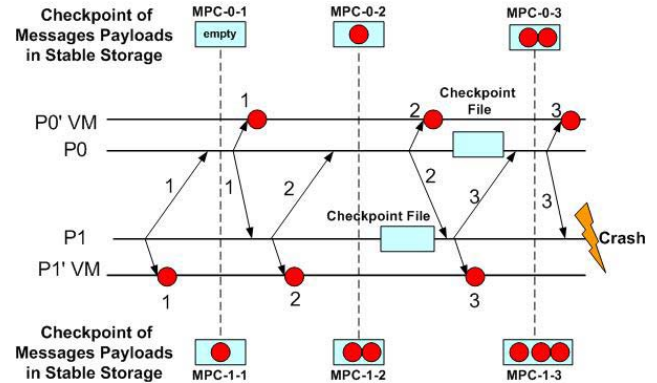 Checkpoint of
Messages Payloads
in Stable Storage
MPC-0-1
empty
MPC-0-2
MPC-0-3
Checkpoint
File
P0' VM
1
2
3
P0
1
1
2
2
3
3
Checkpoint File
P1
Crash
P1' VM
1
2
3
Checkpoint of
Messages Payloads
in Stable Storage
MPC-1-1
MPC-1-2
MPC-1-3